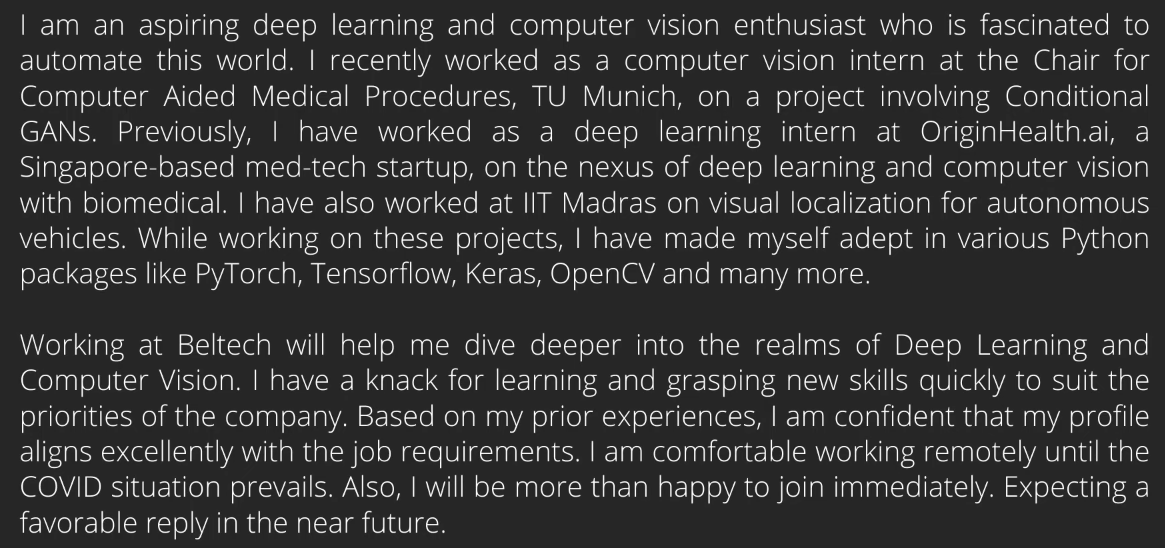 I am an aspiring deep learning and computer vision enthusiast who is fascinated to
automate this world. I recently worked as a computer vision intern at the Chair for
Computer Aided Medical Procedures, TU Munich, on a project involving Conditional
GANs. Previously, I have worked as a deep learning intern at OriginHealth.ai, a
Singapore-based med-tech startup, on the nexus of deep learning and computer vision
with biomedical. I have also worked at IIT Madras on visual localization for autonomous
vehicles. While working on these projects, I have made myself adept in various Python
packages like PyTorch, Tensorflow, Keras, OpenCV and many more.
Working at Beltech will help me dive deeper into the realms of Deep Learning and
Computer Vision. I have a knack for learning and grasping new skills quickly to suit the
priorities of the company. Based on my prior experiences, I am confident that my profile
aligns excellently with the job requirements. I am comfortable working remotely until the
COVID situation prevails. Also, I will be more than happy to join immediately. Expecting a
favorable reply in the near future.